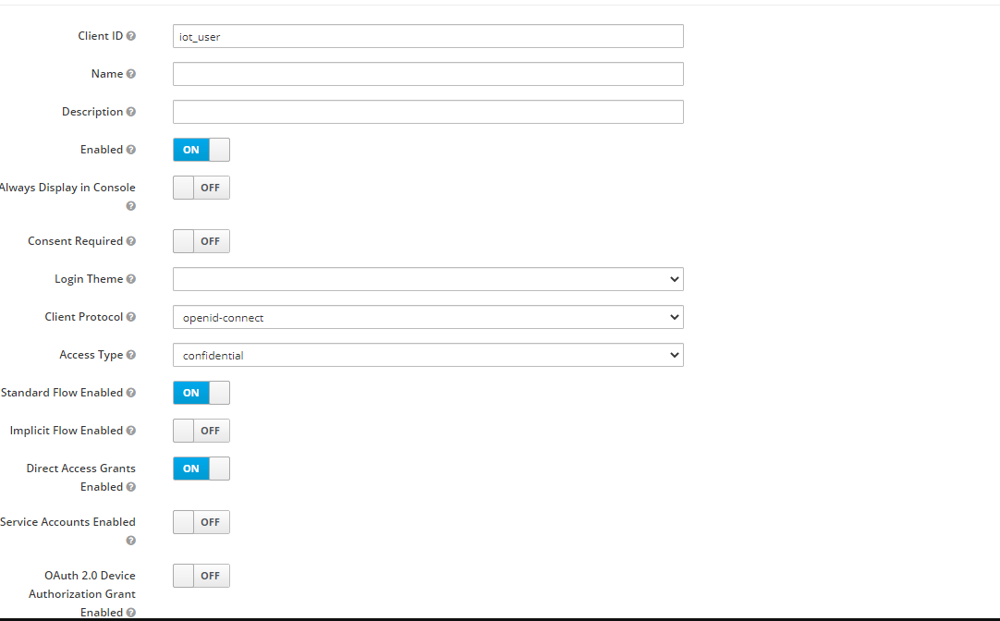 Client ID
iot_user
Name
Description
Enabled
ON
Always Display in Console
OFF
Consent Required
OFF
Login Theme
Client Protocol
openid-connect
Access Type
confidential
Standard Flow Enabled
ON
Implicit Flow Enabled
OFF
Direct Access Grants
Enabled
ON
Service Accounts Enabled
OFF
OAuth 2.0 Device
Authorization Grant
Enabled
OFF